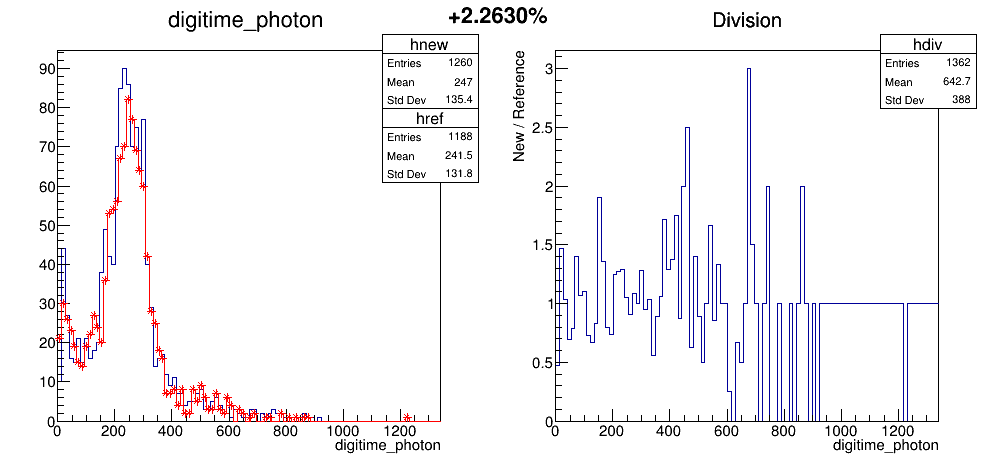 digitime_photon
+2.2630%
Division
hnew
Entries 1260
Mean 247
Std Dev 135.4
href
Entries 1188
Mean 241.5
Std Dev 131.8
90
80
70
60
50
40
30
20
10
0
0 200 400 600 800 1000 1200
digitime_photon
hdiv
Entries 1362
Mean 642.7
Std Dev 388
New / Reference
3
2.5
2
1.5
1
0.5
0
0 200 400 600 800 1000 1200
digitime_photon